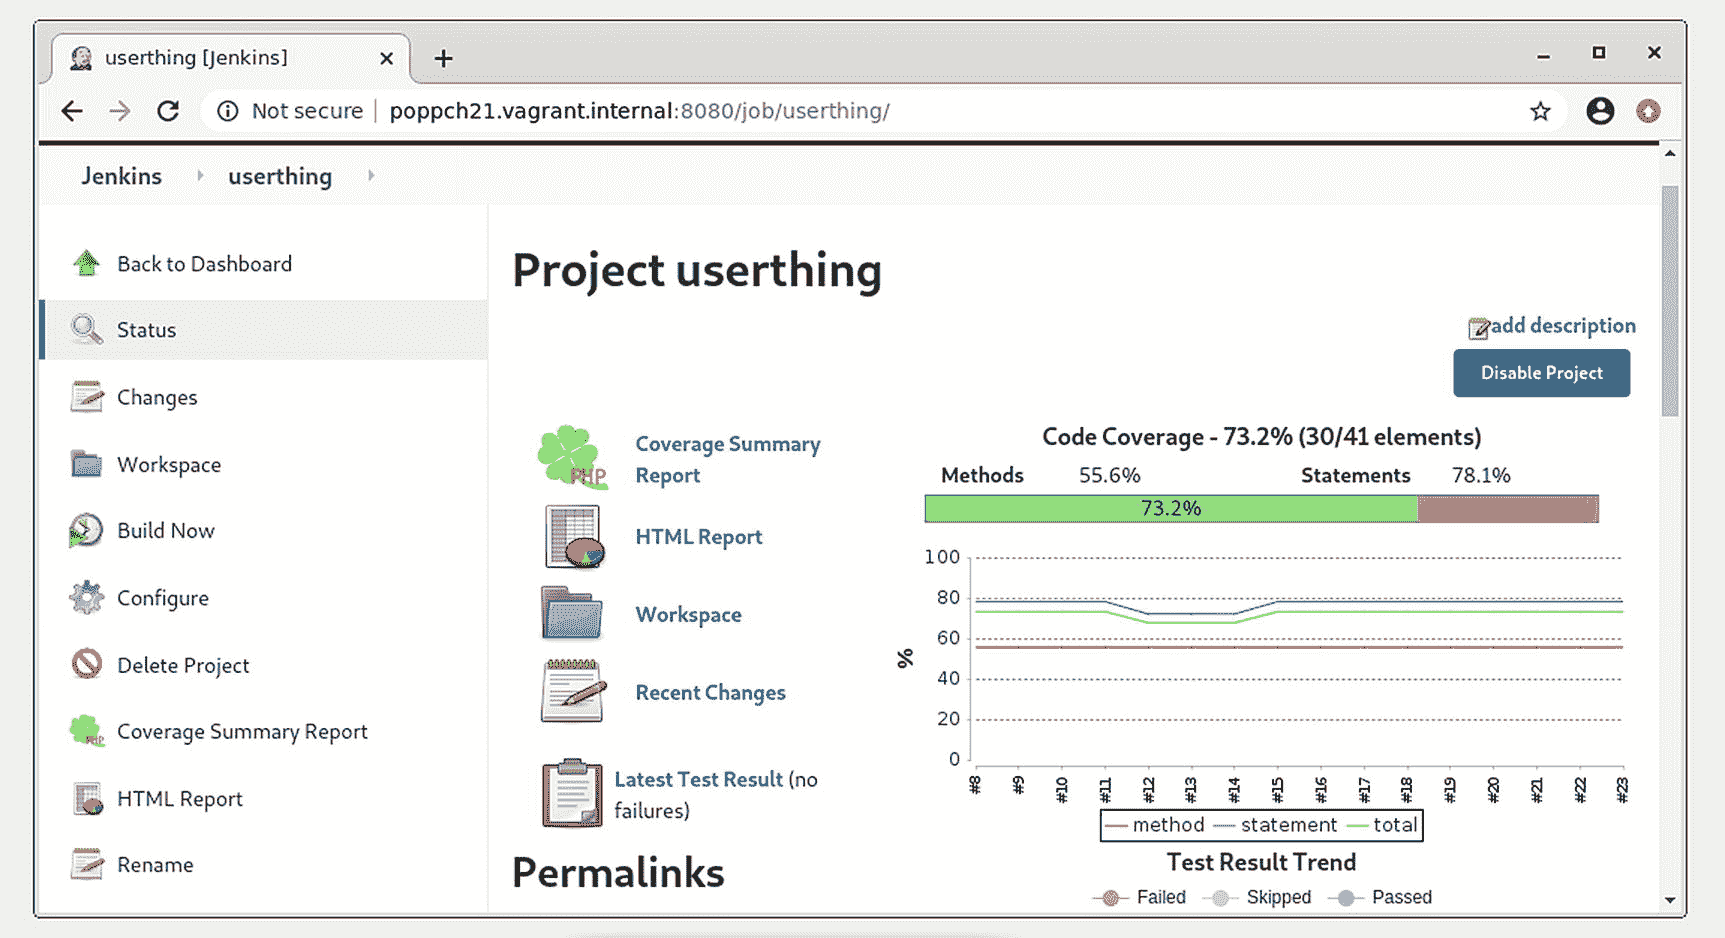 userthing [Jenkins]
Not secure | poppch21.vagrant.internal:8080/job/userthing/
Jenkins userthing
Back to Dashboard
Status
Changes
Workspace
Build Now
Configure
Delete Project
Coverage Summary Report
HTML Report
Rename
Project userthing
add description
Disable Project
PHP
Coverage Summary
Report
HTML Report
Workspace
Recent Changes
Latest Test Result (no
failures)
Permalinks
Code Coverage - 73.2% (30/41 elements)
Methods 55.6% Statements 78.1%
73.2%
100
80
60
40
20
0
%
#8 #9 #10 #11 #12 #13 #14 #15 #16 #17 #18 #19 #20 #21 #22 #23
method statement total
Test Result Trend
Failed Skipped Passed